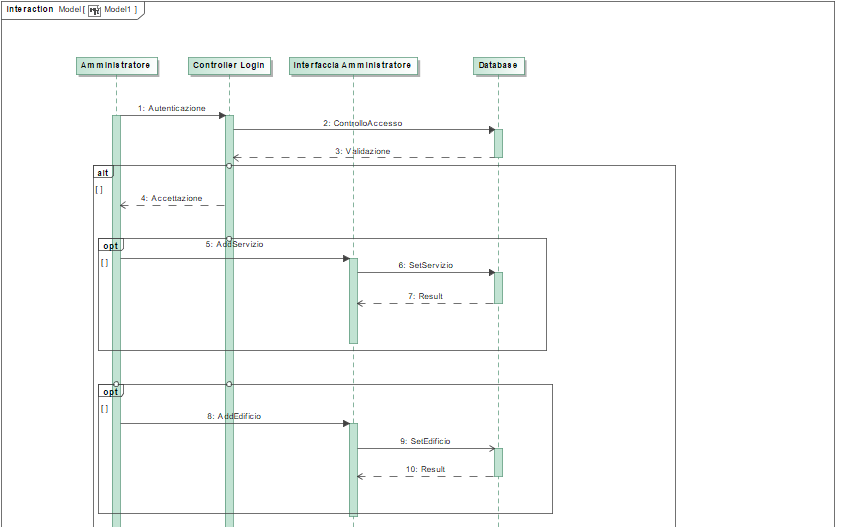 Interaction Model[ Model1 ]
Amministratore
Controller Login
Interfaccia Amministratore
Database
1: Autenticazione
2: ControlloAccesso
3: Validazione
alt
[ ]
4: Accettazione
opt
5: AddServizio
[ ]
6: SetServizio
7: Result
opt
[ ]
8: AddEdificio
9: SetEdificio
10: Result